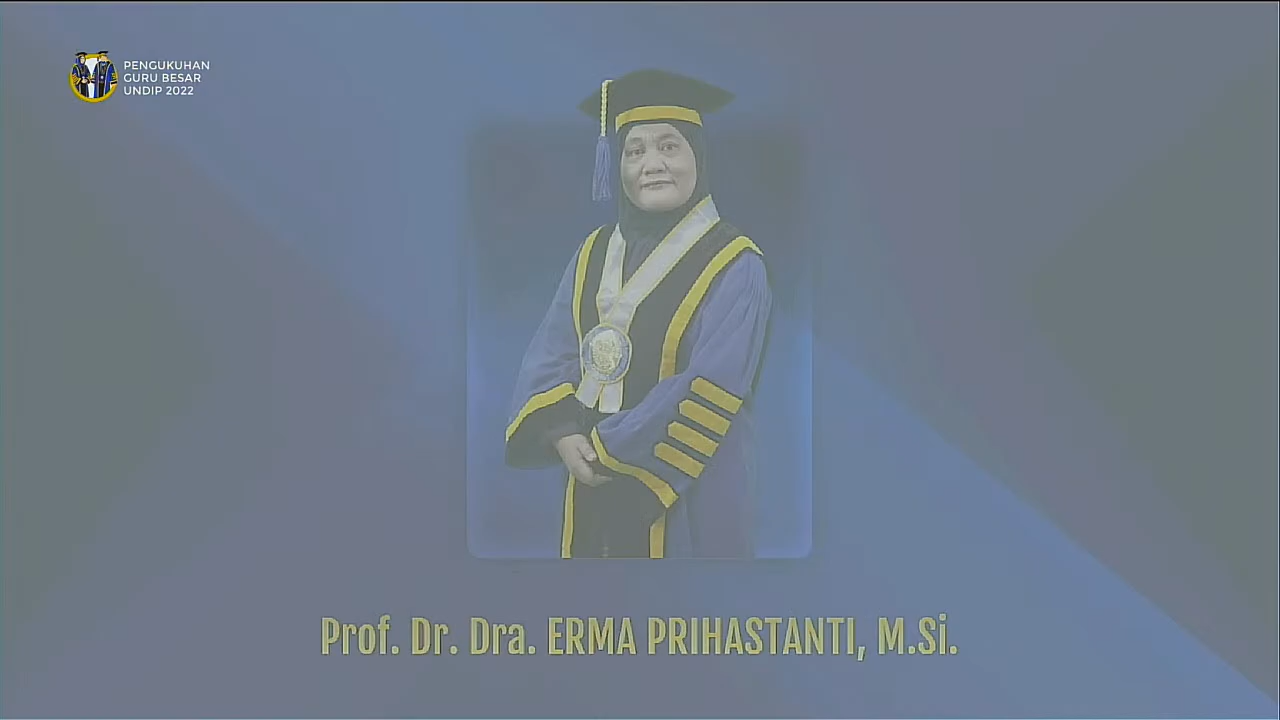 PENGUKUHAN
GURU BESAR
UNDIP 2022
Prof. Dr. Dra. ERMA PRIHASTANTI, M.Si.